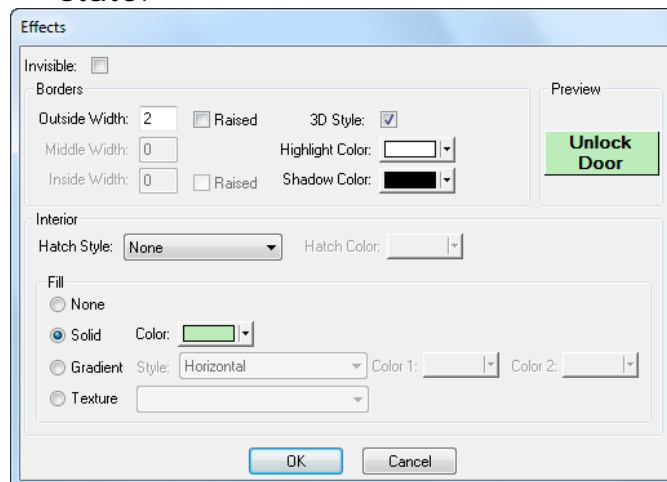 Effects
Invisible:
Borders
Preview
Outside Width: 2 Raised 3D Style:
Middle Width: 0 Highlight Color:
Inside Width: 0 Raised Shadow Color:
Unlock
Door
Interior
Hatch Style: None Hatch Color:
Fill
None
Solid Color:
Gradient Style: Horizontal Color 1: Color 2:
Texture
OK Cancel